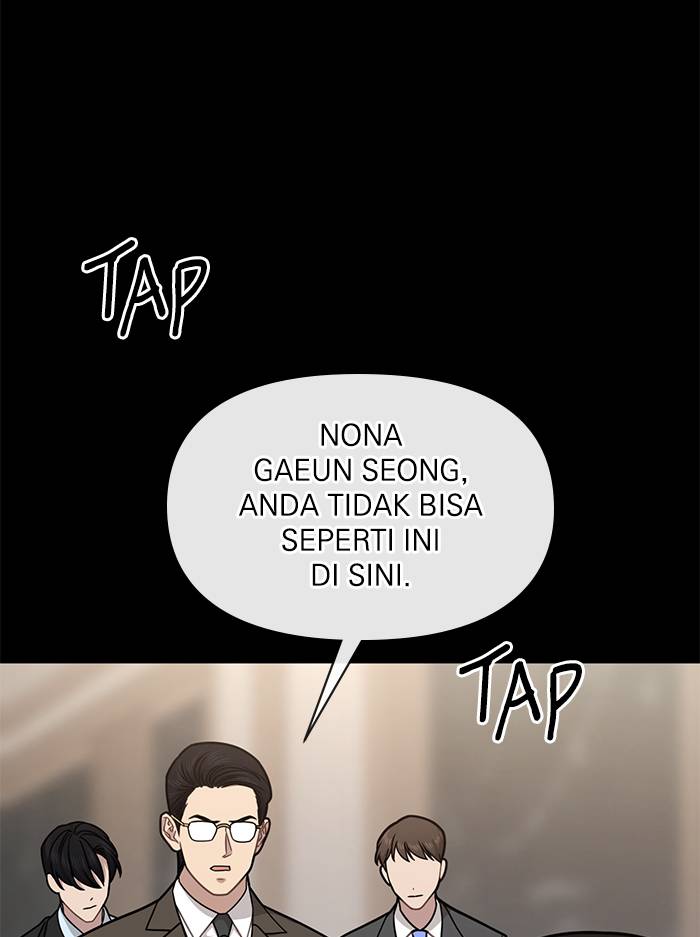 TAP
NONA
GAEUN SEONG,
ANDA TIDAK BISA
SEPERTI INI
DI SINI.
TAP